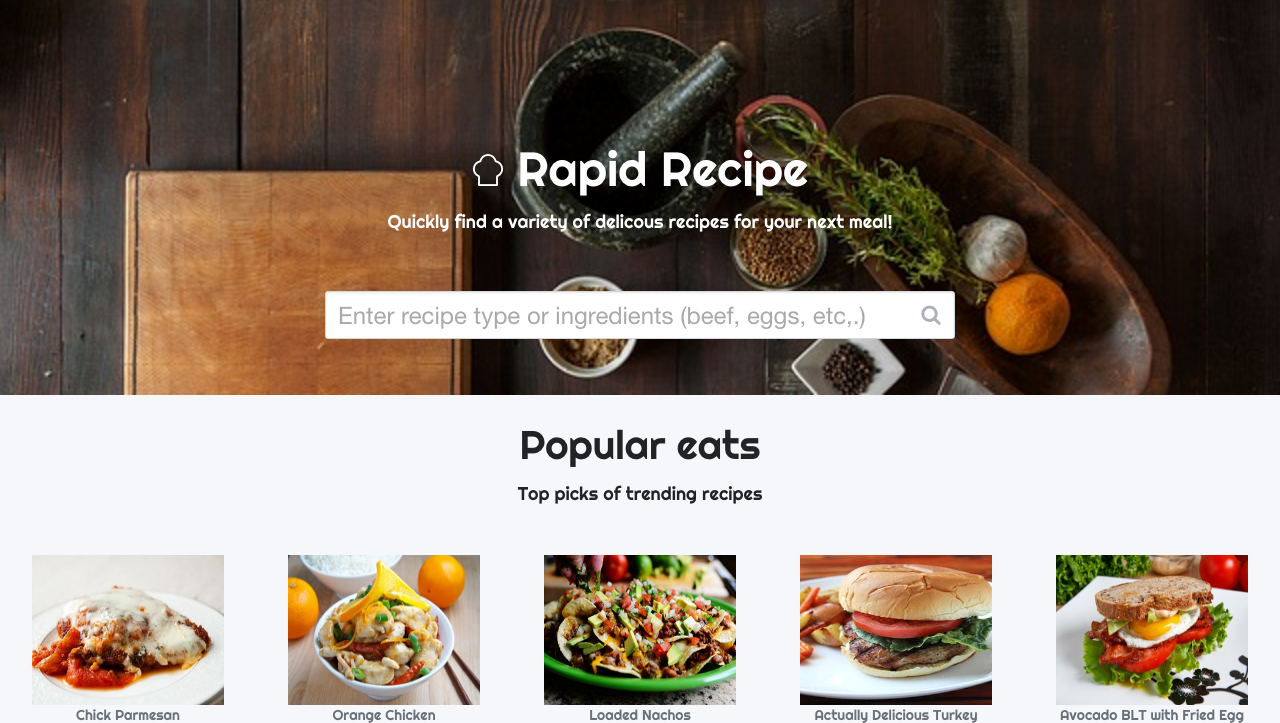 Rapid Recipe
Quickly find a variety of delicous recipes for your next meal!
Enter recipe type or ingredients (beef, eggs, etc,.)
Popular eats
Top picks of trending recipes
Chick Parmesan
Orange Chicken
Loaded Nachos
Actually Delicious Turkey
Avocado BLT with Fried Egg